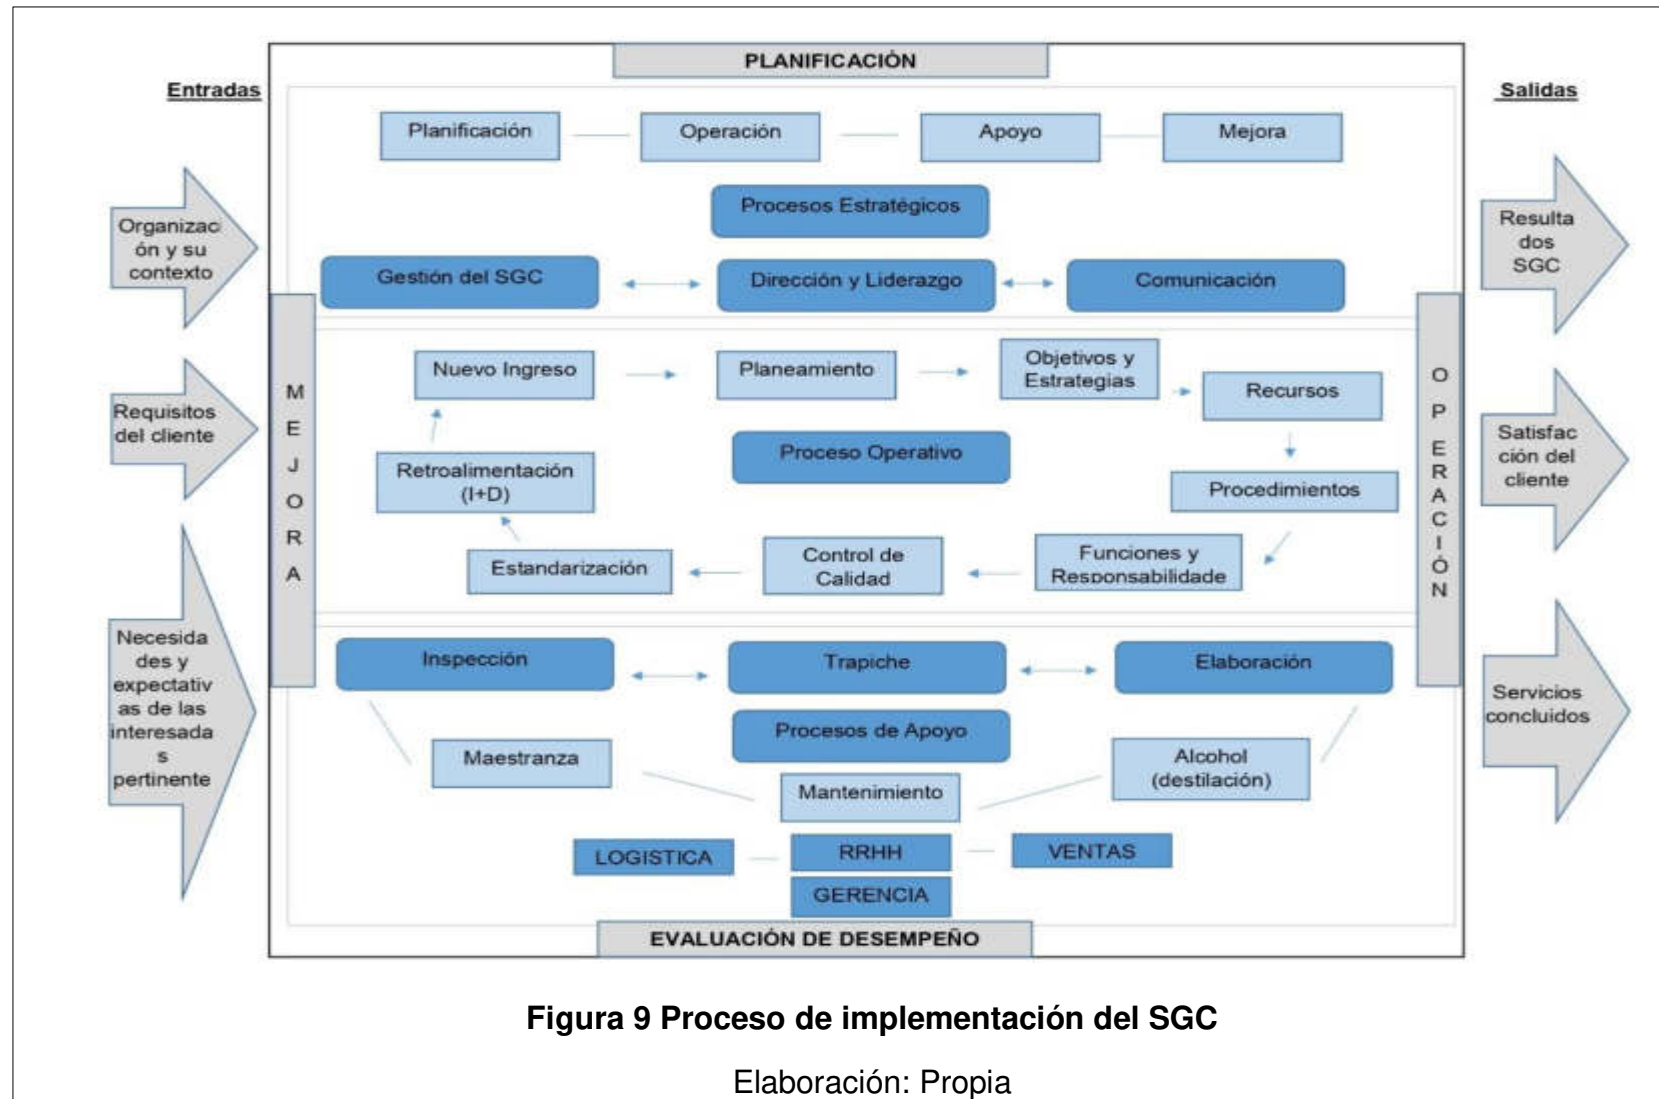 PLANIFICACIÓN
Entradas
Salidas
Planificación
Operación
Apoyo
Mejora
Procesos Estratégicos
Organizaci
ón y su
contexto
Resulta
dos
SGC
Gestión del SGC
Dirección y Liderazgo
Comunicación
MEJORA
OPERACIÓN
Nuevo Ingreso
Planeamiento
Objetivos y
Estrategias
Recursos
Requisitos
del cliente
Proceso Operativo
Satisfac
ción del
cliente
Retroalimentación
(I+D)
Procedimientos
Estandarización
Control de
Calidad
Funciones y
Responsabilidade
Necesida
des y
expectativ
as de las
interesada
s
pertinente
Inspección
Trapiche
Elaboración
Servicios
concluidos
Procesos de Apoyo
Maestranza
Mantenimiento
Alcohol
(destilación)
LOGISTICA
RRHH
VENTAS
GERENCIA
EVALUACIÓN DE DESEMPEÑO
Figura 9 Proceso de implementación del SGC
Elaboración: Propia